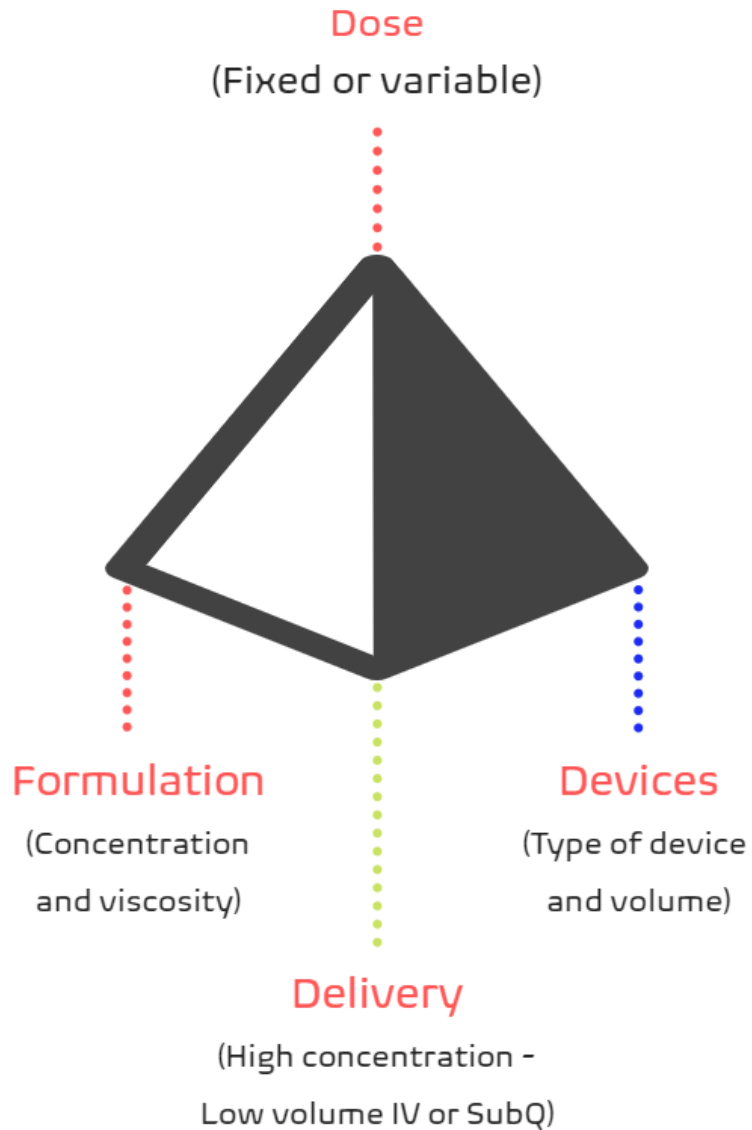 Dose
(Fixed or variable)
Formulation
(Concentration
and viscosity)
Devices
(Type of device
and volume)
Delivery
(High concentration -
Low volume IV or SubQ)